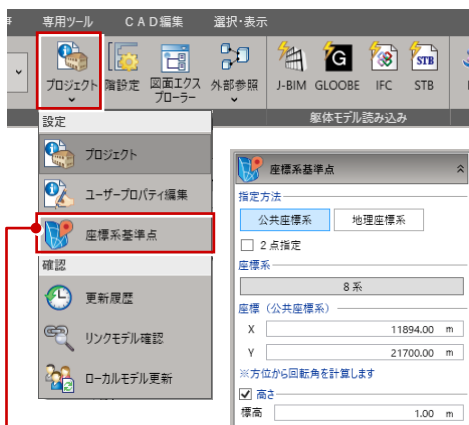 専用ツール ＣＡＤ編集 選択・表示
プロジェクト 階設定 図面エクス
プローラー 外部参照 J-BIM GLOOBE IFC STB
躯体モデル読み込み
設定
プロジェクト
ユーザープロパティ編集
座標系基準点
確認
更新履歴
リンクモデル確認
ローカルモデル更新
座標系基準点
指定方法
公共座標系 地理座標系
2点指定
座標系
8系
座標（公共座標系）
X 11894.00 m
Y 21700.00 m
※方位から回転角を計算します
高さ
標高 1.00 m